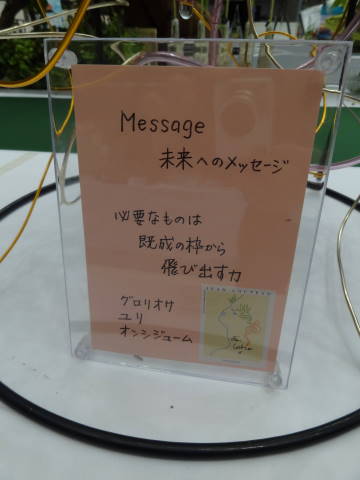 Message
未来へのメッセージ
必要なものは
既成の枠から
飛び出す力
グロリオサ
ユリ
オンシジューム
JEAN COCTEAU